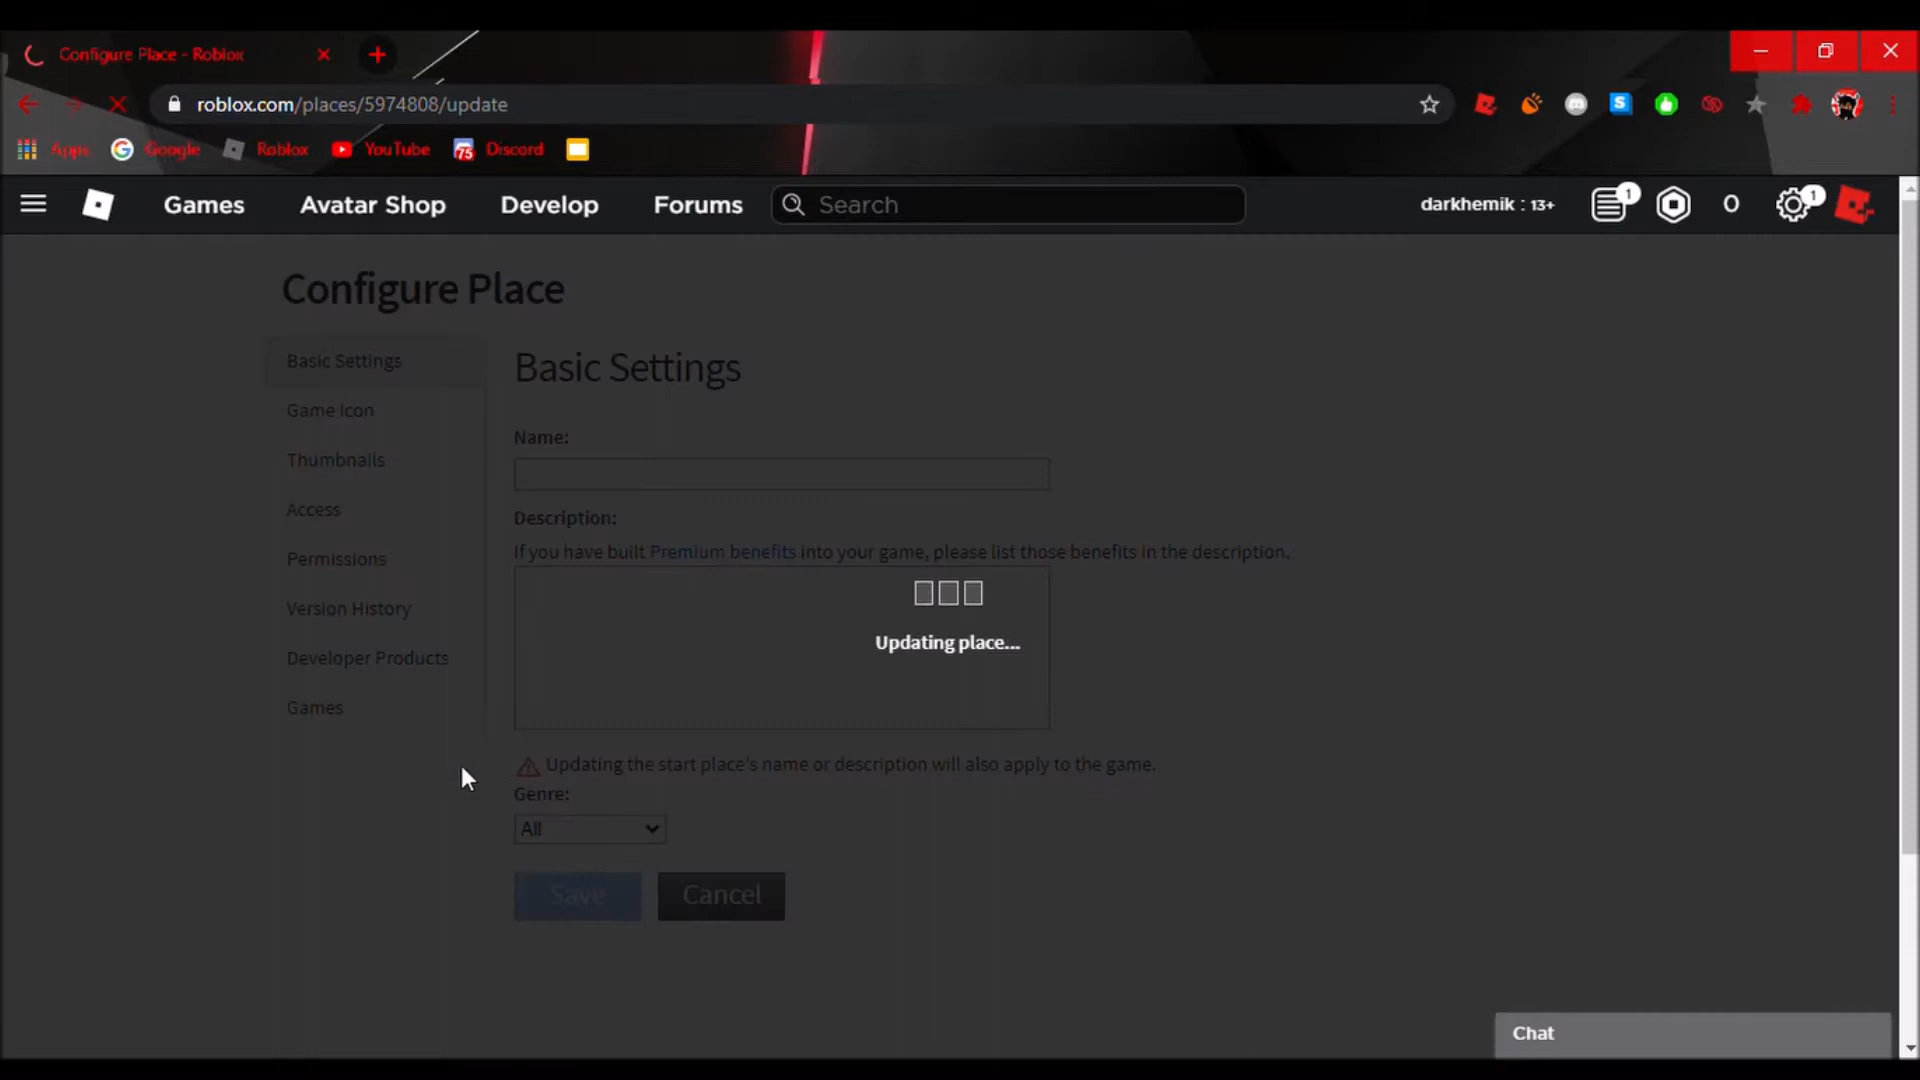 Configure Place - Roblox
roblox.com/places/5974808/update
Apps Google Roblox YouTube 75 Discord
Games Avatar Shop Develop Forums Search darkhemik : 13+ 1 0 1
Configure Place
Basic Settings
Game Icon
Thumbnails
Access
Permissions
Version History
Developer Products
Games
Basic Settings
Name:
Description:
If you have built Premium benefits into your game, please list those benefits in the description.
Updating place...
Updating the start place's name or description will also apply to the game.
Genre:
All
Save Cancel
Chat